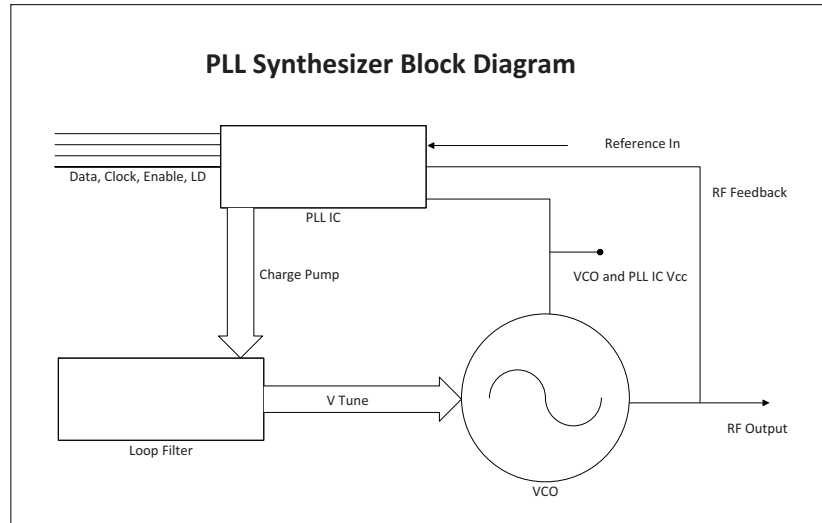 PLL Synthesizer Block Diagram
Reference In
Data, Clock, Enable, LD
RF Feedback
PLL IC
Charge Pump
VCO and PLL IC Vcc
V Tune
RF Output
Loop Filter
VCO